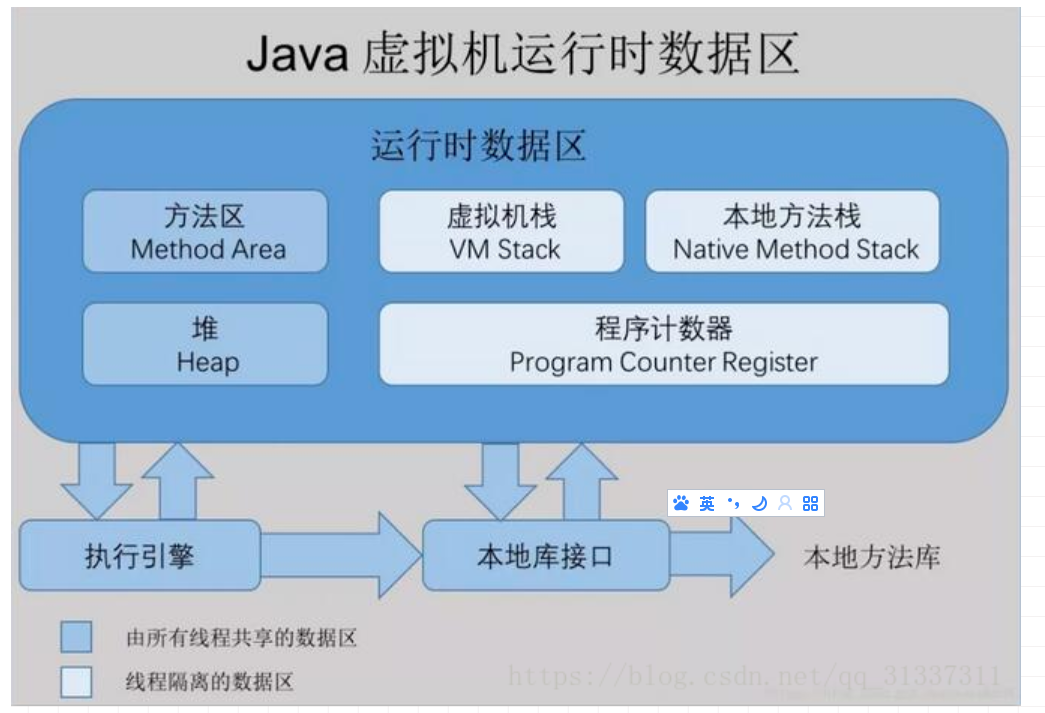 Java 虚拟机运行时数据区
运行时数据区
方法区
Method Area
虚拟机栈
VM Stack
本地方法栈
Native Method Stack
堆
Heap
程序计数器
Program Counter Register
英
执行引擎
本地库接口
本地方法库
由所有线程共享的数据区
线程隔离的数据区
https://blog.csdn.net/qq_31337311